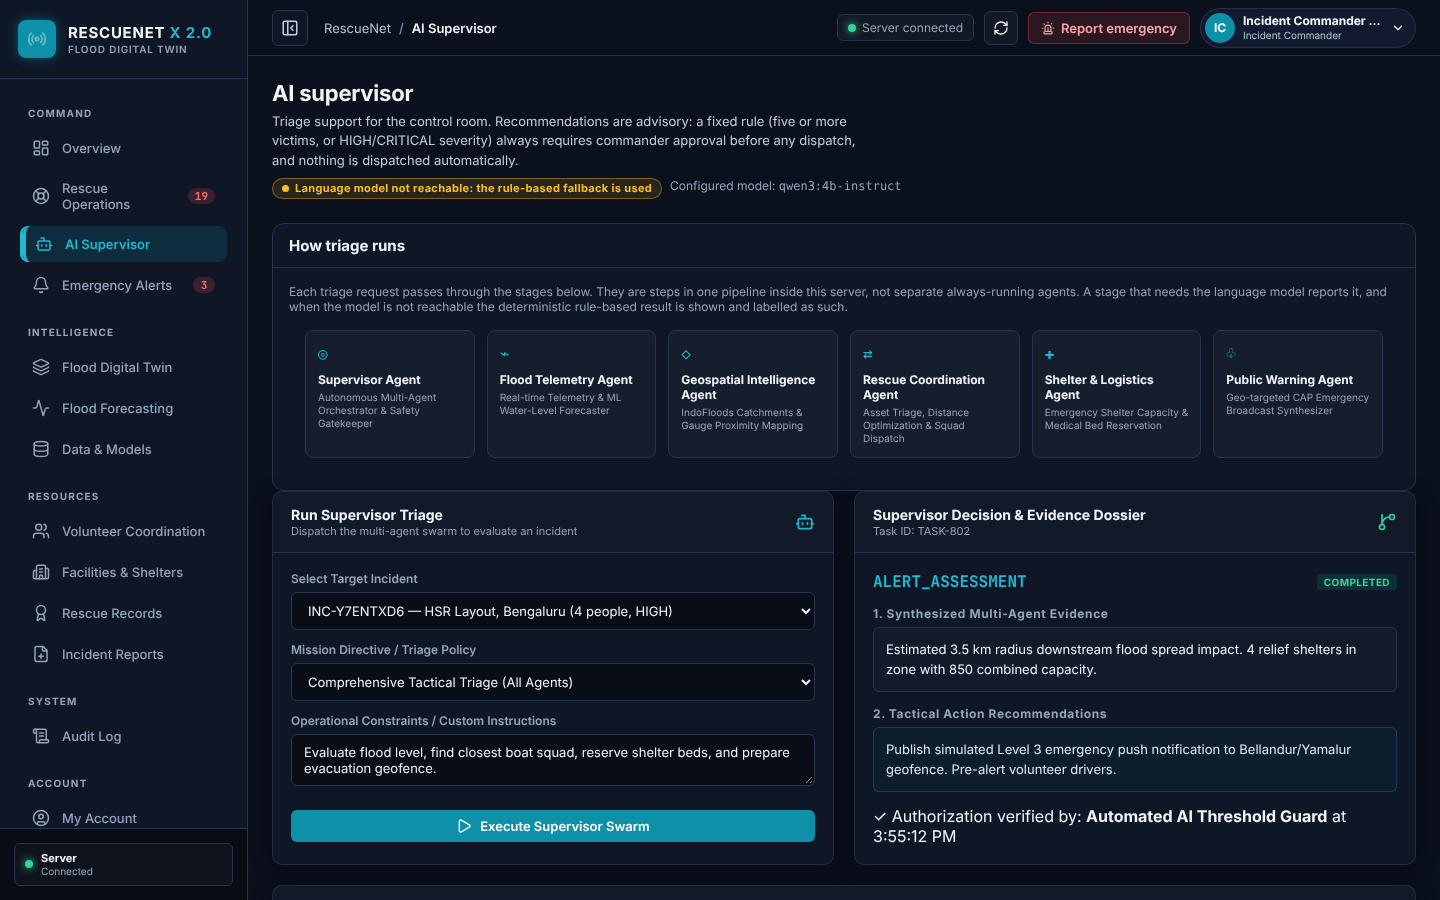 RESCUENET X 2.0
FLOOD DIGITAL TWIN
COMMAND
Overview
Rescue
Operations
19
AI Supervisor
Emergency Alerts
3
INTELLIGENCE
Flood Digital Twin
Flood Forecasting
Data & Models
RESOURCES
Volunteer Coordination
Facilities & Shelters
Rescue Records
Incident Reports
SYSTEM
Audit Log
ACCOUNT
My Account
Server
Connected
RescueNet / AI Supervisor
Server connected
Report emergency
IC
Incident Commander ...
Incident Commander
AI supervisor
Triage support for the control room. Recommendations are advisory: a fixed rule (five or more
victims, or HIGH/CRITICAL severity) always requires commander approval before any dispatch,
and nothing is dispatched automatically.
Language model not reachable: the rule-based fallback is used
Configured model: qwen3:4b-instruct
How triage runs
Each triage request passes through the stages below. They are steps in one pipeline inside this server, not separate always-running agents. A stage that needs the language model reports it, and
when the model is not reachable the deterministic rule-based result is shown and labelled as such.
Supervisor Agent
Autonomous Multi-Agent
Orchestrator & Safety
Gatekeeper
Flood Telemetry Agent
Real-time Telemetry & ML
Water-Level Forecaster
Geospatial Intelligence
Agent
IndoFloods Catchments &
Gauge Proximity Mapping
Rescue Coordination
Agent
Asset Triage, Distance
Optimization & Squad
Dispatch
Shelter & Logistics
Agent
Emergency Shelter Capacity &
Medical Bed Reservation
Public Warning Agent
Geo-targeted CAP Emergency
Broadcast Synthesizer
Run Supervisor Triage
Dispatch the multi-agent swarm to evaluate an incident
Select Target Incident
INC-Y7ENTXD6 — HSR Layout, Bengaluru (4 people, HIGH)
Mission Directive / Triage Policy
Comprehensive Tactical Triage (All Agents)
Operational Constraints / Custom Instructions
Evaluate flood level, find closest boat squad, reserve shelter beds, and prepare
evacuation geofence.
Execute Supervisor Swarm
Supervisor Decision & Evidence Dossier
Task ID: TASK-802
ALERT_ASSESSMENT
COMPLETED
1. Synthesized Multi-Agent Evidence
Estimated 3.5 km radius downstream flood spread impact. 4 relief shelters in
zone with 850 combined capacity.
2. Tactical Action Recommendations
Publish simulated Level 3 emergency push notification to Bellandur/Yamalur
geofence. Pre-alert volunteer drivers.
✓ Authorization verified by: Automated AI Threshold Guard at
3:55:12 PM